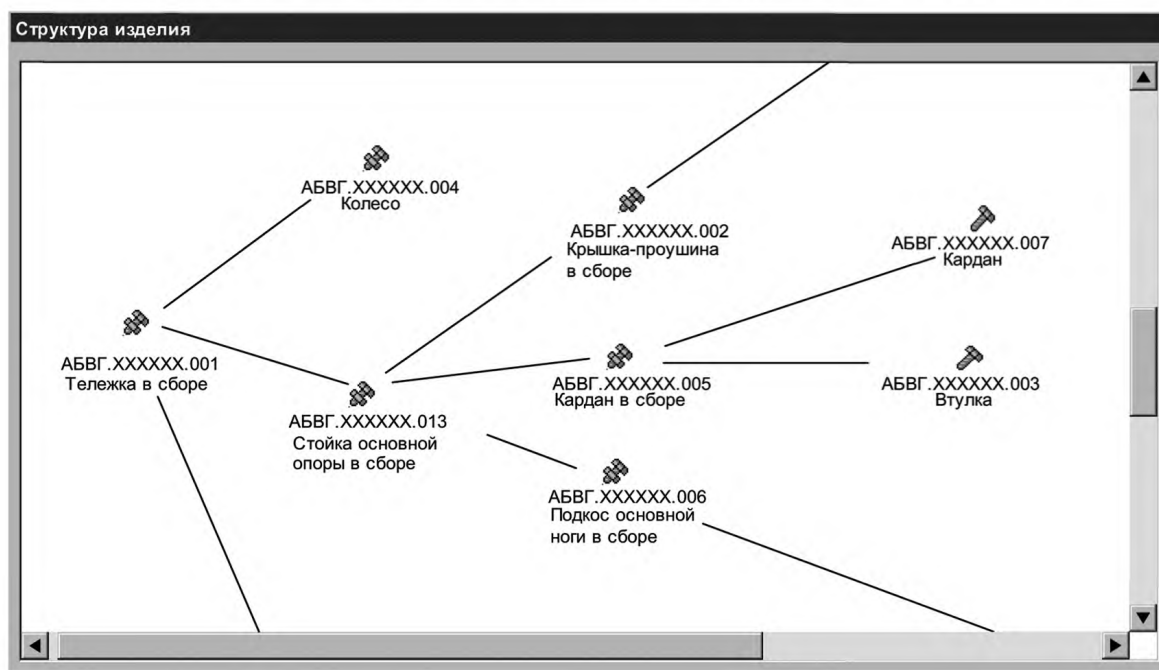 Структура изделия
АБВГ.XXXXXX.004
Колесо
АБВГ.XXXXXX.002
Крышка-проушина
в сборе
АБВГ.XXXXXX.007
Кардан
АБВГ.XXXXXX.001
Тележка в сборе
АБВГ.XXXXXX.013
Стойка основной
опоры в сборе
АБВГ.XXXXXX.005
Кардан в сборе
АБВГ.XXXXXX.003
Втулка
АБВГ.XXXXXX.006
Подкос основной
ноги в сборе